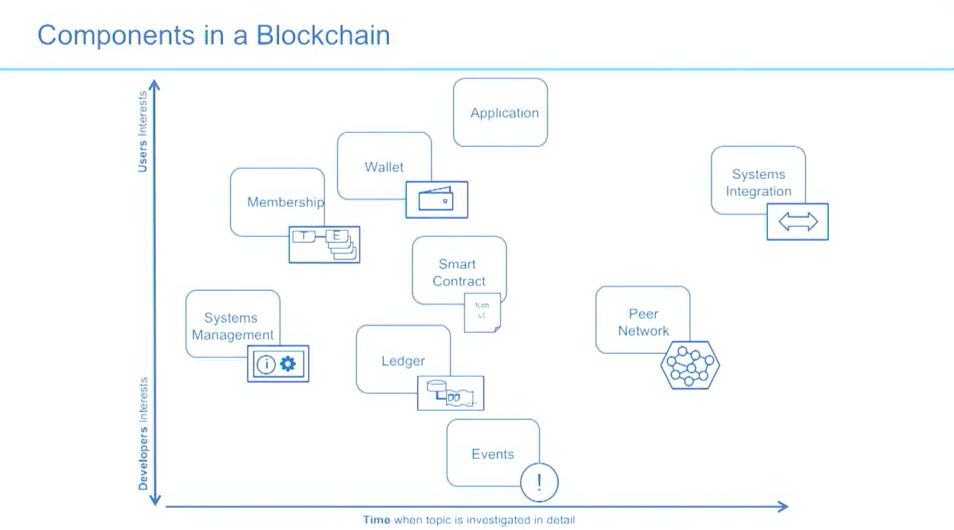 Components in a Blockchain
Users Interests
Application
Wallet
Systems
Integration
Membership
T
E
Smart
Contract
Systems
Management
i
Peer
Network
Ledger
Events
!
Developers Interests
Time when topic is investigated in detail